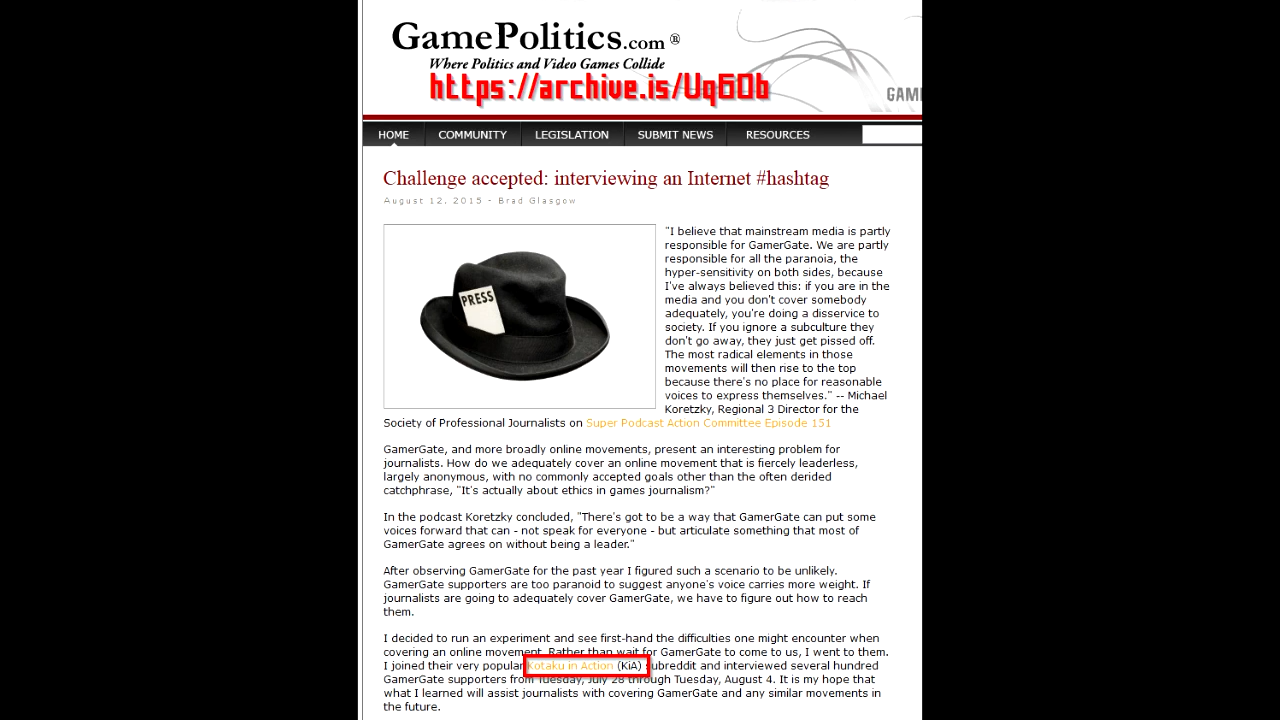 GamePolitics.com ®
Where Politics and Video Games Collide
https://archive.is/Uq60b
GAM
HOME COMMUNITY LEGISLATION SUBMIT NEWS RESOURCES
Challenge accepted: interviewing an Internet #hashtag
August 12, 2015 - Brad Glasgow
PRESS
"I believe that mainstream media is partly
responsible for GamerGate. We are partly
responsible for all the paranoia, the
hyper-sensitivity on both sides, because
I've always believed this: if you are in the
media and you don't cover somebody
adequately, you're doing a disservice to
society. If you ignore a subculture they
don't go away, they just get pissed off.
The most radical elements in those
movements will then rise to the top
because there's no place for reasonable
voices to express themselves." -- Michael
Koretzky, Regional 3 Director for the
Society of Professional Journalists on Super Podcast Action Committee Episode 151
GamerGate, and more broadly online movements, present an interesting problem for
journalists. How do we adequately cover an online movement that is fiercely leaderless,
largely anonymous, with no commonly accepted goals other than the often derided
catchphrase, "It's actually about ethics in games journalism?"
In the podcast Koretzky concluded, "There's got to be a way that GamerGate can put some
voices forward that can - not speak for everyone - but articulate something that most of
GamerGate agrees on without being a leader."
After observing GamerGate for the past year I figured such a scenario to be unlikely.
GamerGate supporters are too paranoid to suggest anyone's voice carries more weight. If
journalists are going to adequately cover GamerGate, we have to figure out how to reach
them.
I decided to run an experiment and see first-hand the difficulties one might encounter when
covering an online movement. Rather than wait for GamerGate to come to us, I went to them.
I joined their very popular Kotaku in Action (KiA) subreddit and interviewed several hundred
GamerGate supporters from Tuesday, July 28 through Tuesday, August 4. It is my hope that
what I learned will assist journalists with covering GamerGate and any similar movements in
the future.